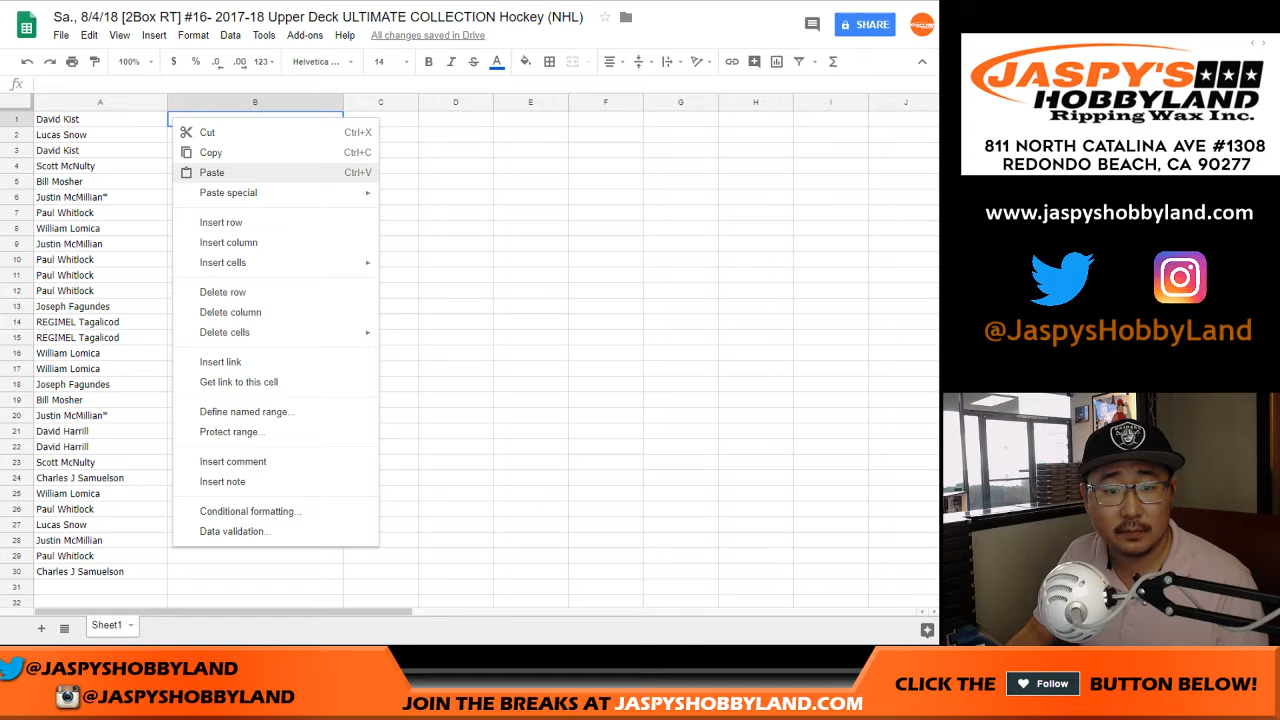 Sa., 8/4/18 [2Box RT] #16- 2017-18 Upper Deck ULTIMATE COLLECTION Hockey (NHL)
SHARE
File Edit View Insert Format Data Tools Add-ons Help All changes saved in Drive
100% $ % .0 .00 123 Helvetica ... 14 B I S A
fx
A B C D E F G H I J
1 David Kist
2 Lucas Snow
3 David Kist
4 Scott McNulty
5 Bill Mosher
6 Justin McMillian*
7 Paul Whitlock
8 William Lomica
9 Justin McMillian
10 Paul Whitlock
11 Paul Whitlock
12 Paul Whitlock
13 Joseph Fagundes
14 REGIMEL Tagalicod
15 REGIMEL Tagalicod
16 William Lomica
17 William Lomica
18 Joseph Fagundes
19 Bill Mosher
20 Justin McMillian*
21 David Harrill
22 David Harrill
23 Scott McNulty
24 Charles J Samuelson
25 William Lomica
26 Paul Whitlock
27 Lucas Snow
28 Justin McMillian
29 Paul Whitlock
30 Charles J Samuelson
31
32
Cut Ctrl+X
Copy Ctrl+C
Paste Ctrl+V
Paste special
Insert row
Insert column
Insert cells
Delete row
Delete column
Delete cells
Insert link
Get link to this cell
Define named range...
Protect range...
Insert comment
Insert note
Conditional formatting...
Data validation...
Sheet1
JASPY'S
HOBBYLAND
Ripping Wax Inc.
811 NORTH CATALINA AVE #1308
REDONDO BEACH, CA 90277
www.jaspyshobbyland.com
@JaspysHobbyLand
RAIDERS
@JASPYSHOBBYLAND
@JASPYSHOBBYLAND
JOIN THE BREAKS AT JASPYSHOBBYLAND.COM
CLICK THE Follow BUTTON BELOW!